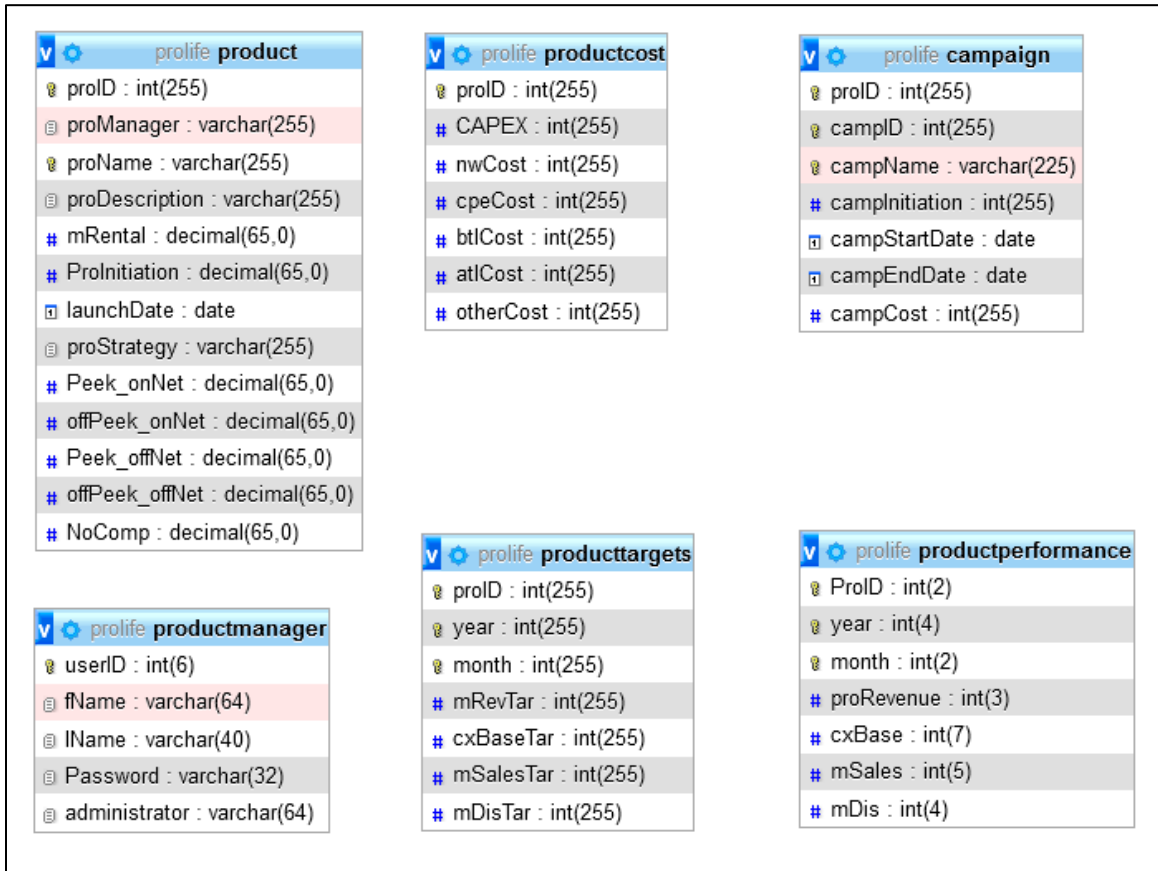 prolife product
proID : int(255)
proManager : varchar(255)
proName : varchar(255)
proDescription : varchar(255)
mRental : decimal(65,0)
ProInitiation : decimal(65,0)
launchDate : date
proStrategy : varchar(255)
Peek_onNet : decimal(65,0)
offPeek_onNet : decimal(65,0)
Peek_offNet : decimal(65,0)
offPeek_offNet : decimal(65,0)
NoComp : decimal(65,0)
prolife productcost
proID : int(255)
CAPEX : int(255)
nwCost : int(255)
cpeCost : int(255)
btlCost : int(255)
atlCost : int(255)
otherCost : int(255)
prolife campaign
proID : int(255)
campID : int(255)
campName : varchar(225)
campInitiation : int(255)
campStartDate : date
campEndDate : date
campCost : int(255)
prolife productmanager
userID : int(6)
fName : varchar(64)
lName : varchar(40)
Password : varchar(32)
administrator : varchar(64)
prolife producttargets
proID : int(255)
year : int(255)
month : int(255)
mRevTar : int(255)
cxBaseTar : int(255)
mSalesTar : int(255)
mDisTar : int(255)
prolife productperformance
ProID : int(2)
year : int(4)
month : int(2)
proRevenue : int(3)
cxBase : int(7)
mSales : int(5)
mDis : int(4)